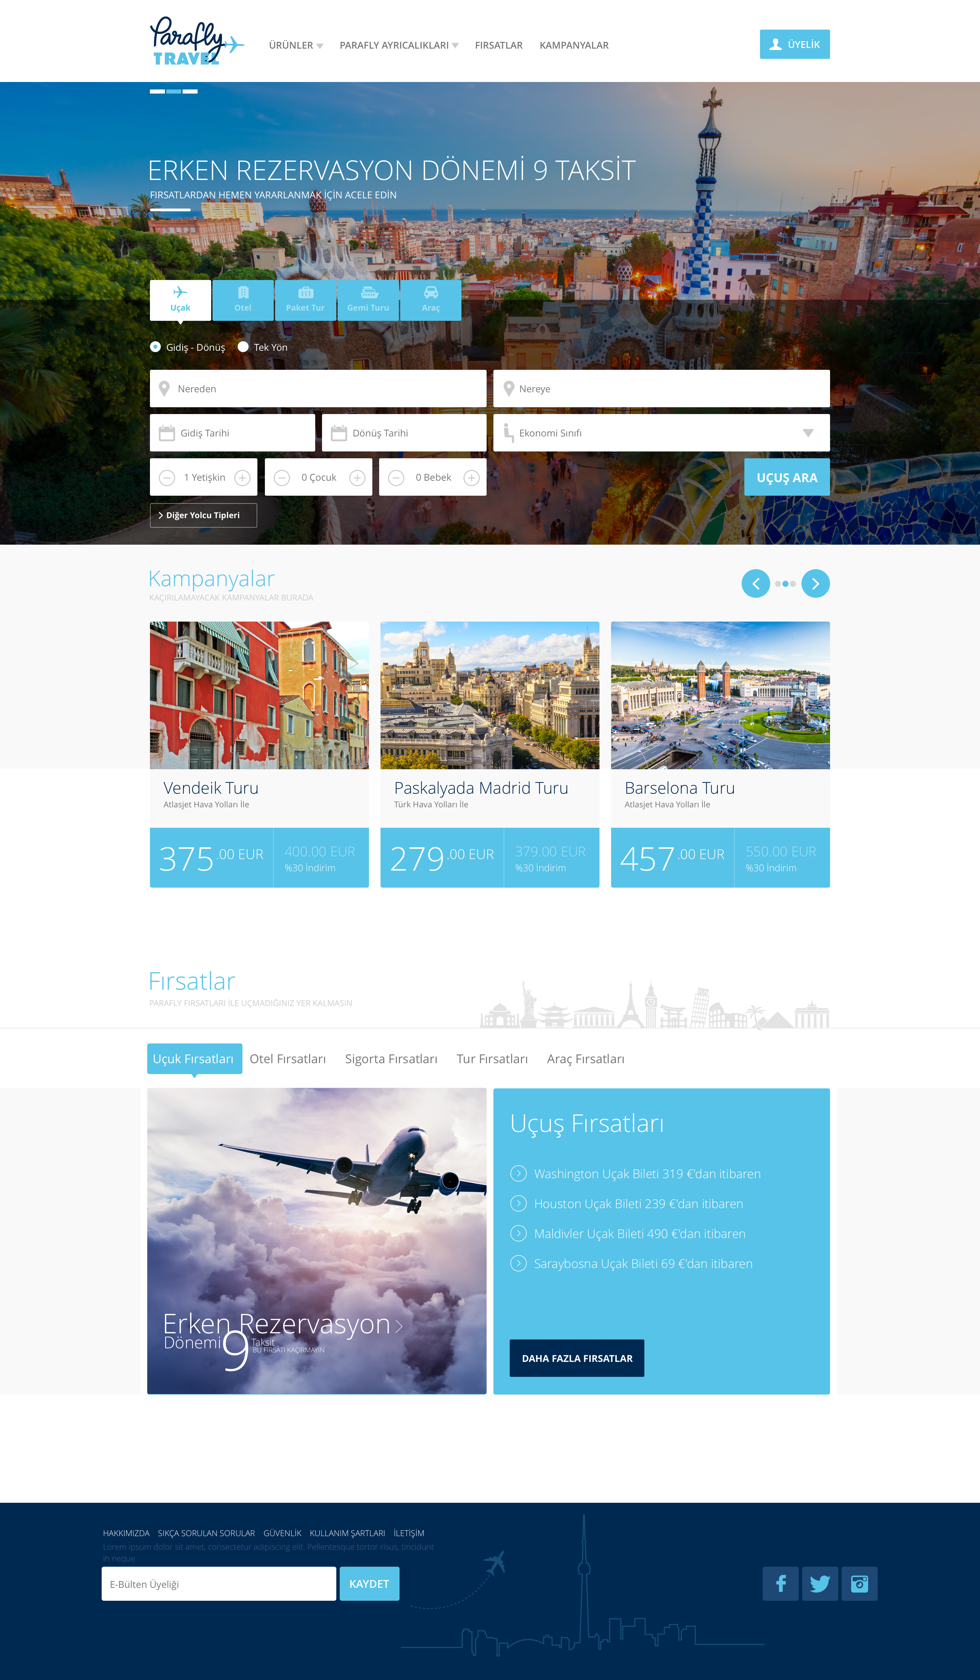 Parafly
TRAVEL
ÜRÜNLER
PARAFLY AYRICALIKLARI
FIRSATLAR
KAMPANYALAR
ÜYELİK
ERKEN REZERVASYON DÖNEMİ 9 TAKSİT
FIRSATLARDAN HEMEN YARARLANMAK İÇİN ACELE EDİN
Uçak
Otel
Paket Tur
Gemi Turu
Araç
Gidiş - Dönüş
Tek Yön
Nereden
Nereye
Gidiş Tarihi
Dönüş Tarihi
Ekonomi Sınıfı
1 Yetişkin
0 Çocuk
0 Bebek
UÇUŞ ARA
Diğer Yolcu Tipleri
Kampanyalar
KAÇIRILAMAYACAK KAMPANYALAR BURADA
Vendeik Turu
Atlasjet Hava Yolları İle
375.00 EUR
400.00 EUR
%30 İndirim
Paskalyada Madrid Turu
Türk Hava Yolları İle
279.00 EUR
379.00 EUR
%30 İndirim
Barselona Turu
Atlasjet Hava Yolları İle
457.00 EUR
550.00 EUR
%30 İndirim
Fırsatlar
PARAFLY FIRSATLARI İLE UÇMADIĞINIZ YER KALMASIN
Uçuk Fırsatları
Otel Fırsatları
Sigorta Fırsatları
Tur Fırsatları
Araç Fırsatları
Erken Rezervasyon
Dönemi 9 Taksit
BU FIRSATI KAÇIRMAYIN
Uçuş Fırsatları
Washington Uçak Bileti 319 €'dan itibaren
Houston Uçak Bileti 239 €'dan itibaren
Maldivler Uçak Bileti 490 €'dan itibaren
Saraybosna Uçak Bileti 69 €'dan itibaren
DAHA FAZLA FIRSATLAR
HAKKIMIZDA
SIKÇA SORULAN SORULAR
GÜVENLİK
KULLANIM ŞARTLARI
İLETİŞİM
Lorem ipsum dolor sit amet, consectetur adipiscing elit. Pellentesque tortor risus, tincidunt
in neque
E-Bülten Üyeliği
KAYDET